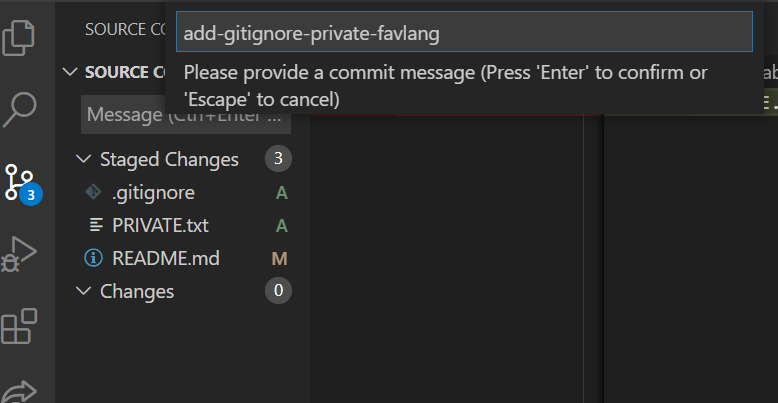 SOURCE CO
add-gitignore-private-favlang
Please provide a commit message (Press 'Enter' to confirm or
'Escape' to cancel)
SOURCE CO
Message (Ctrl+Enter ...
Staged Changes 3
.gitignore A
PRIVATE.txt A
3
README.md M
Changes 0